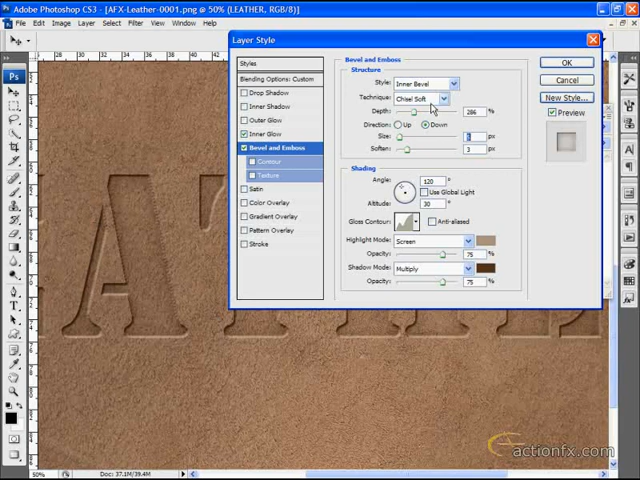 Adobe Photoshop CS3 - [AFX-Leather-0001.png @ 50% (LEATHER, RGB/8)]
File Edit Image Layer Select Filter View Window Help
Layer Style
Styles
Blending Options: Custom
Drop Shadow
Inner Shadow
Outer Glow
Inner Glow
Bevel and Emboss
Contour
Texture
Satin
Color Overlay
Gradient Overlay
Pattern Overlay
Stroke
Bevel and Emboss
Structure
Style: Inner Bevel
Technique: Chisel Soft
Depth: 286 %
Direction: Up Down
Size: px
Soften: 3 px
Shading
Angle: 120 °
Use Global Light
Altitude: 30 °
Gloss Contour: Anti-aliased
Highlight Mode: Screen
Opacity: 75 %
Shadow Mode: Multiply
Opacity: 75 %
OK
Cancel
New Style...
Preview
50% Doc: 37.1M/39.4M
actionfx.com